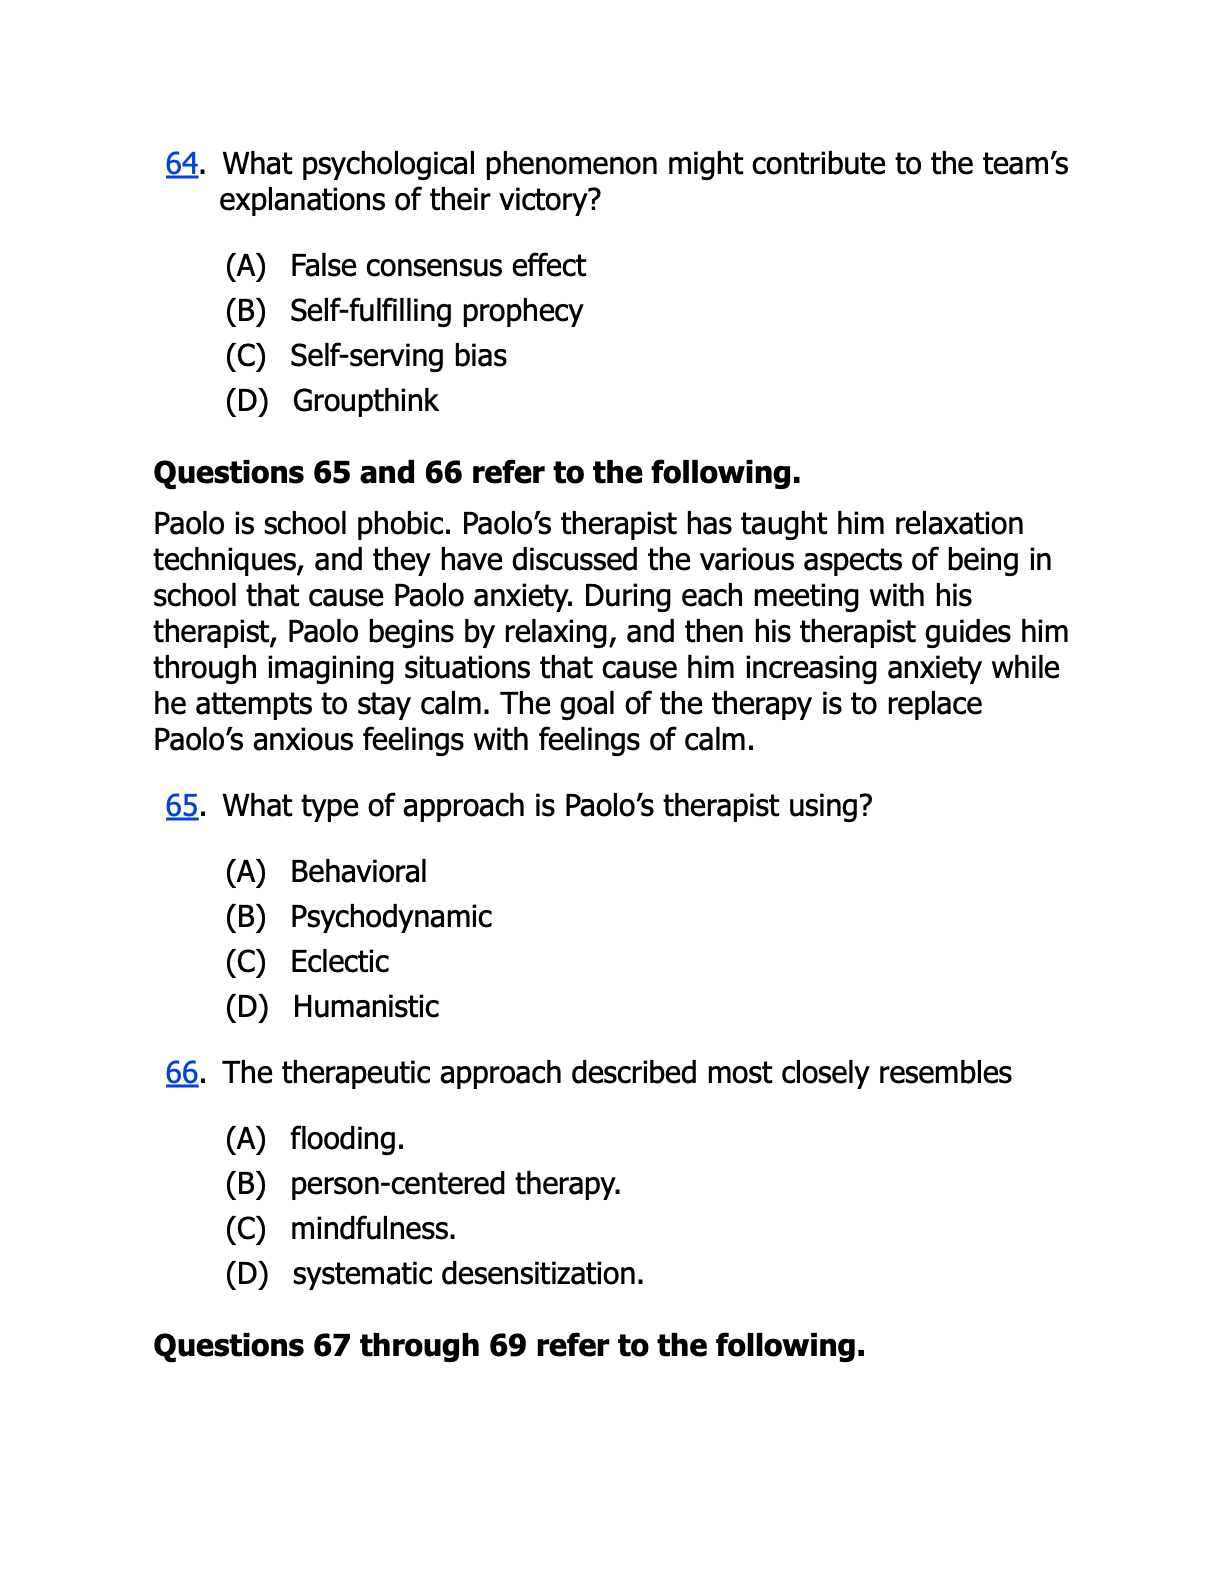 64. What psychological phenomenon might contribute to the team’s
explanations of their victory?
(A) False consensus effect
(B) Self-fulfilling prophecy
(C) Self-serving bias
(D) Groupthink
Questions 65 and 66 refer to the following.
Paolo is school phobic. Paolo’s therapist has taught him relaxation
techniques, and they have discussed the various aspects of being in
school that cause Paolo anxiety. During each meeting with his
therapist, Paolo begins by relaxing, and then his therapist guides him
through imagining situations that cause him increasing anxiety while
he attempts to stay calm. The goal of the therapy is to replace
Paolo’s anxious feelings with feelings of calm.
65. What type of approach is Paolo’s therapist using?
(A) Behavioral
(B) Psychodynamic
(C) Eclectic
(D) Humanistic
66. The therapeutic approach described most closely resembles
(A) flooding.
(B) person-centered therapy.
(C) mindfulness.
(D) systematic desensitization.
Questions 67 through 69 refer to the following.